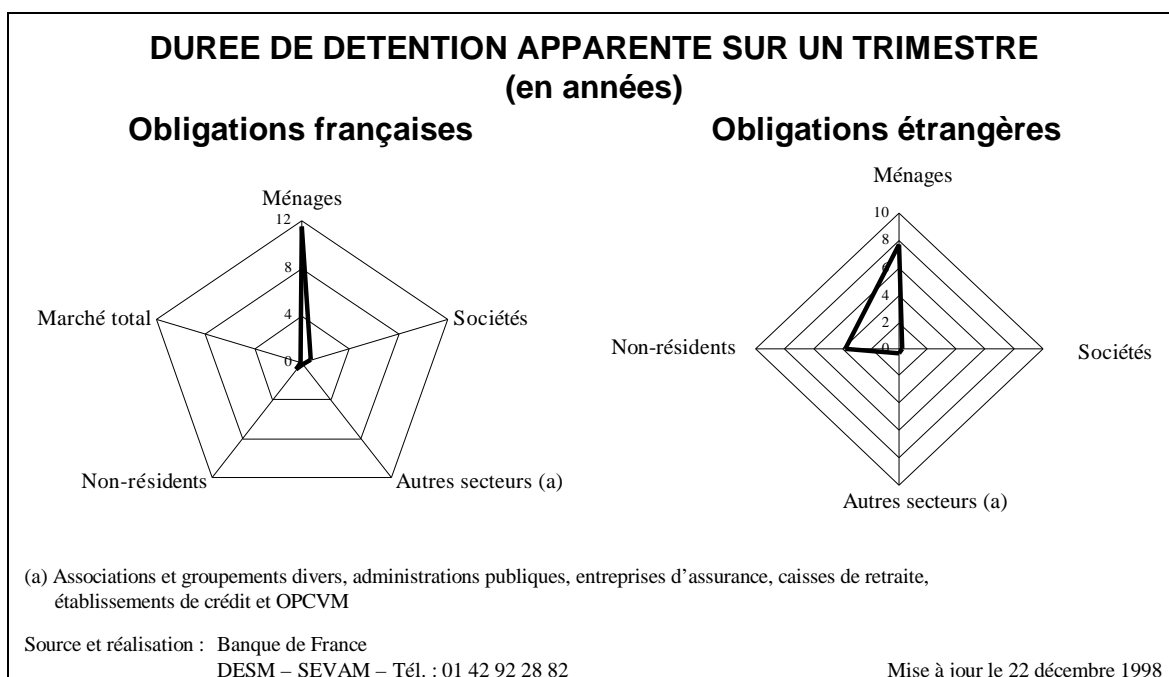 DUREE DE DETENTION APPARENTE SUR UN TRIMESTRE
(en années)
Obligations françaises
Ménages
12
8
4
0
Marché total
Sociétés
Non-résidents
Autres secteurs (a)
Obligations étrangères
Ménages
10
8
6
4
2
0
Non-résidents
Sociétés
Autres secteurs (a)
(a) Associations et groupements divers, administrations publiques, entreprises d’assurance, caisses de retraite,
établissements de crédit et OPCVM
Source et réalisation : Banque de France
DESM – SEVAM – Tél. : 01 42 92 28 82
Mise à jour le 22 décembre 1998